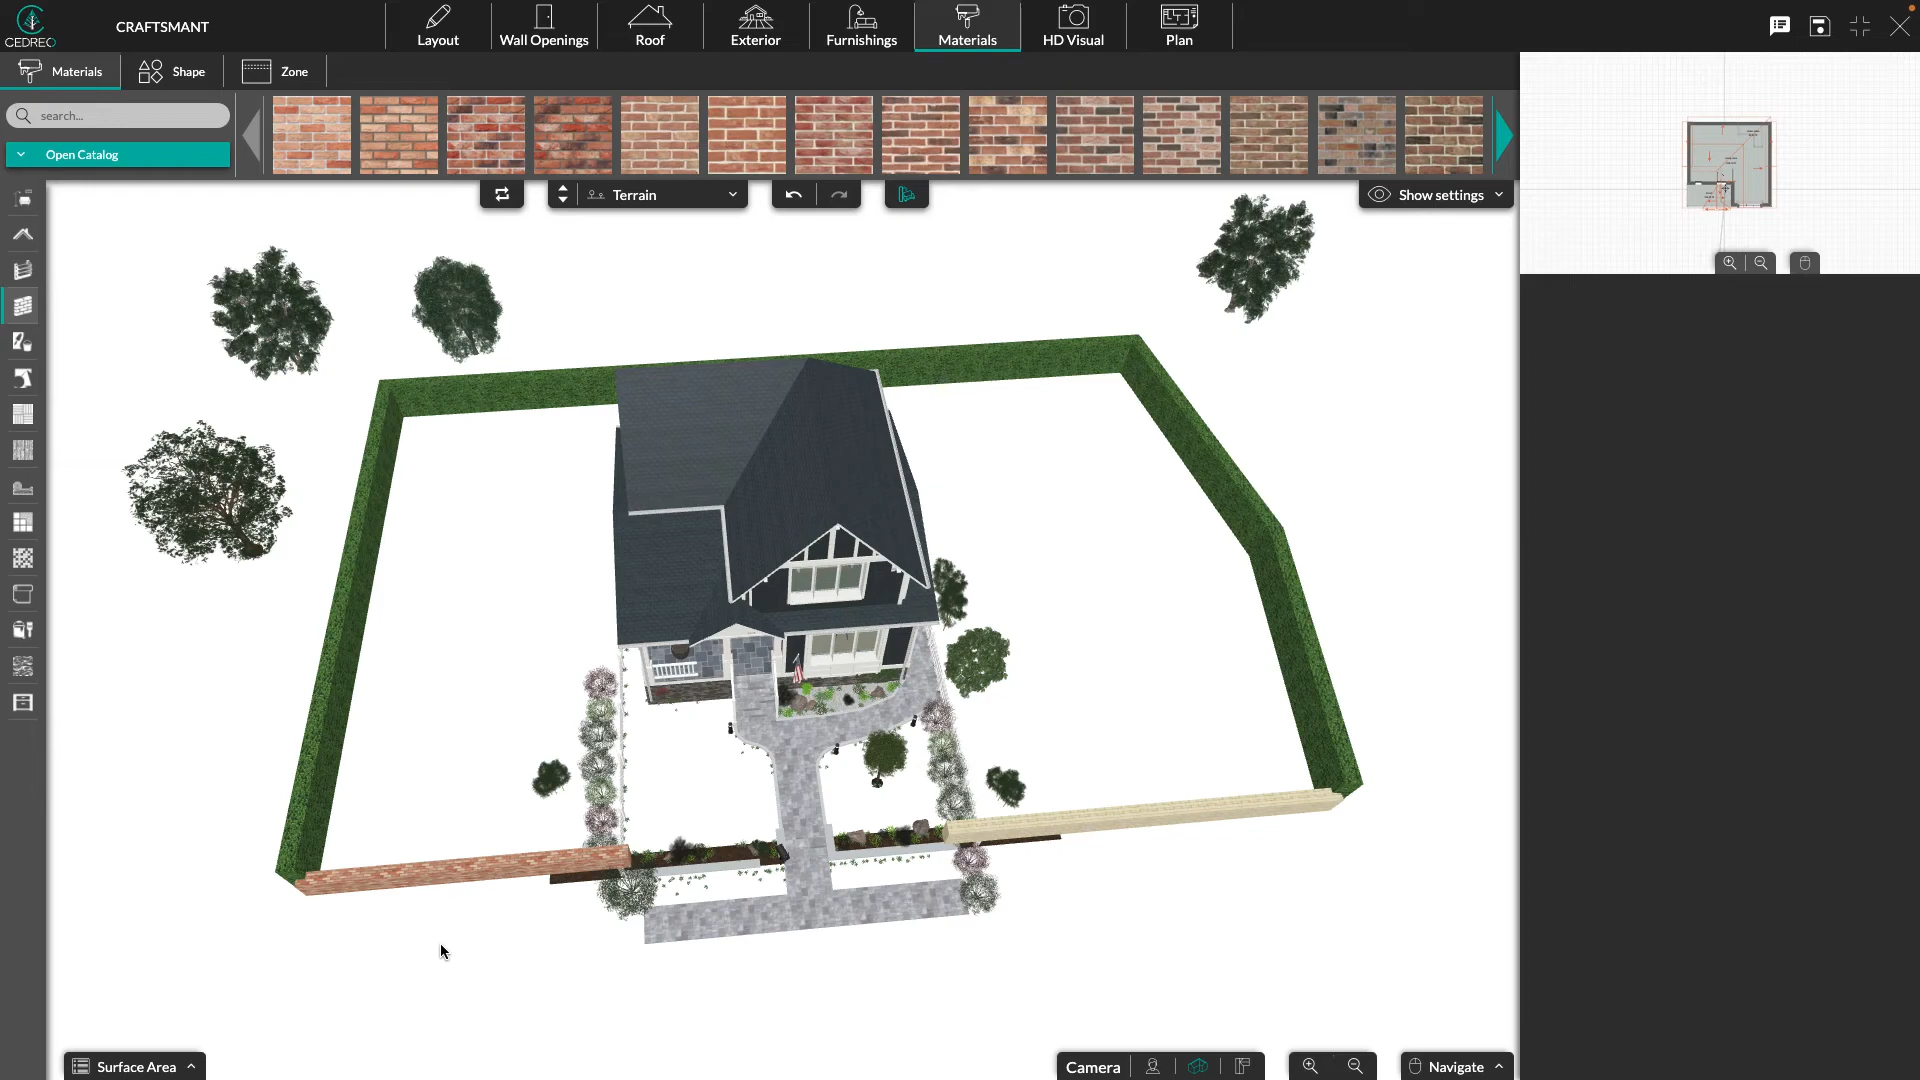 CEDREO
CRAFTSMANT
Layout
Wall Openings
Roof
Exterior
Furnishings
Materials
HD Visual
Plan
Materials
Shape
Zone
search...
Open Catalog
Terrain
Show settings
Surface Area
Camera
Navigate